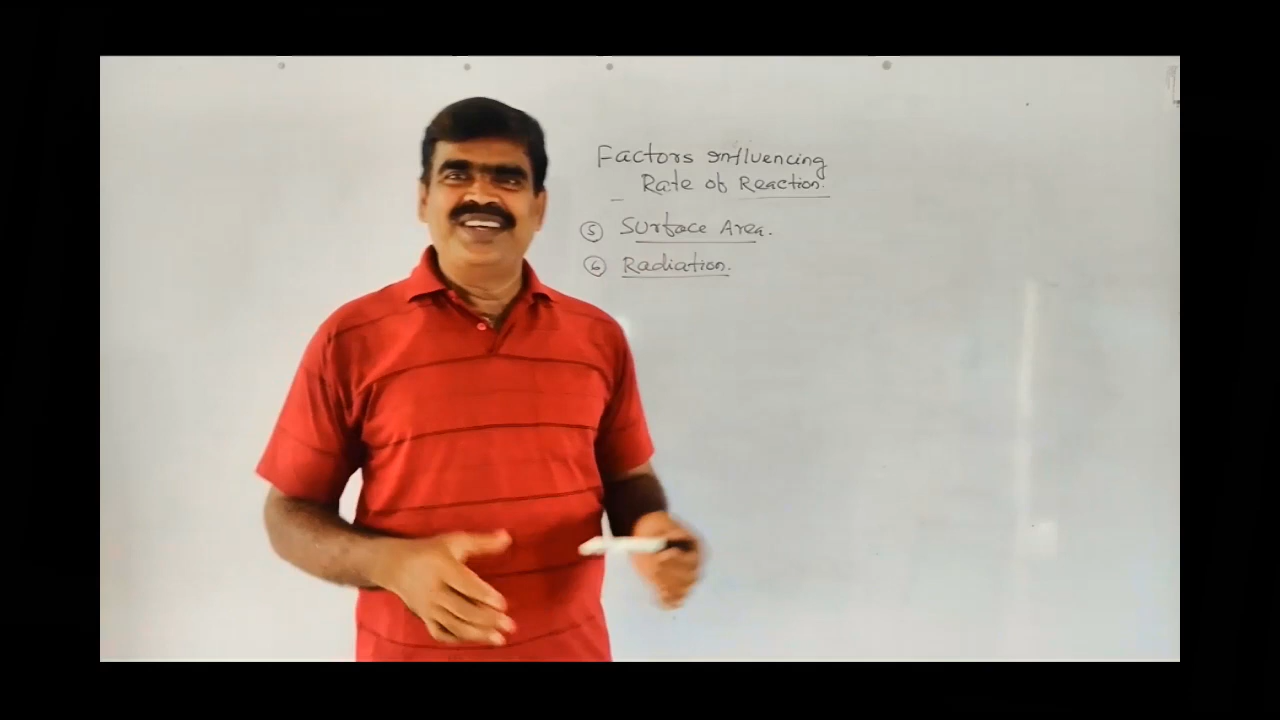 Factors Influencing
Rate of Reaction.
⑤ Surface Area.
⑥ Radiation.